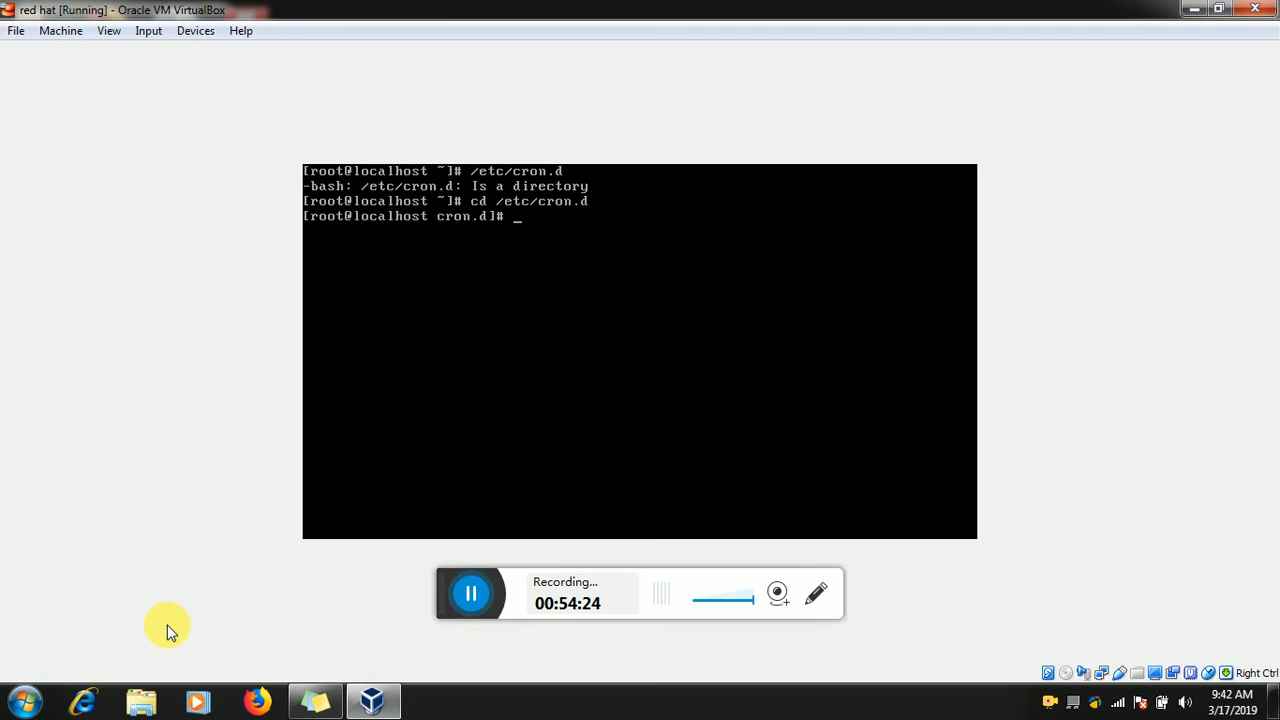 red hat [Running] - Oracle VM VirtualBox
File Machine View Input Devices Help
[root@localhost ~]# /etc/cron.d
-bash: /etc/cron.d: Is a directory
[root@localhost ~]# cd /etc/cron.d
[root@localhost cron.d]# _
Recording...
00:54:24
Right Ctrl
9:42 AM
3/17/2019